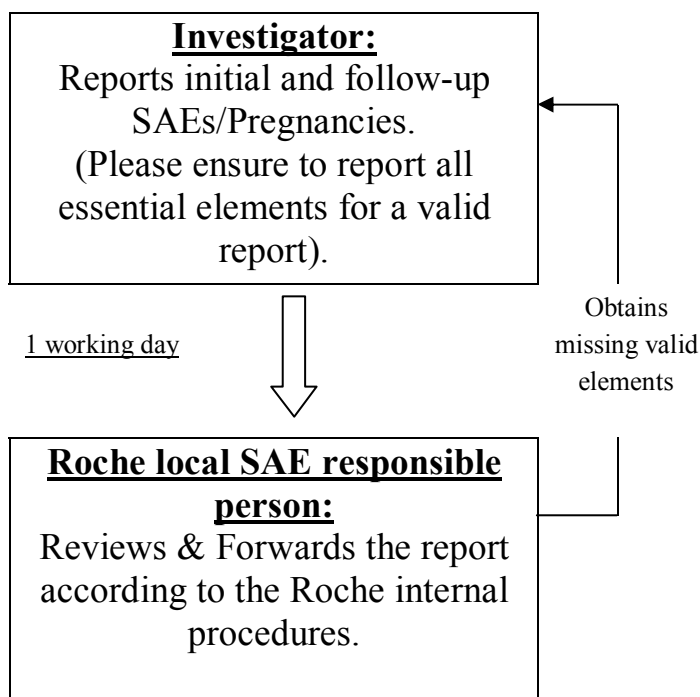 Investigator:
Reports initial and follow-up
SAEs/Pregnancies.
(Please ensure to report all
essential elements for a valid
report).
1 working day
Obtains
missing valid
elements
Roche local SAE responsible
person:
Reviews & Forwards the report
according to the Roche internal
procedures.